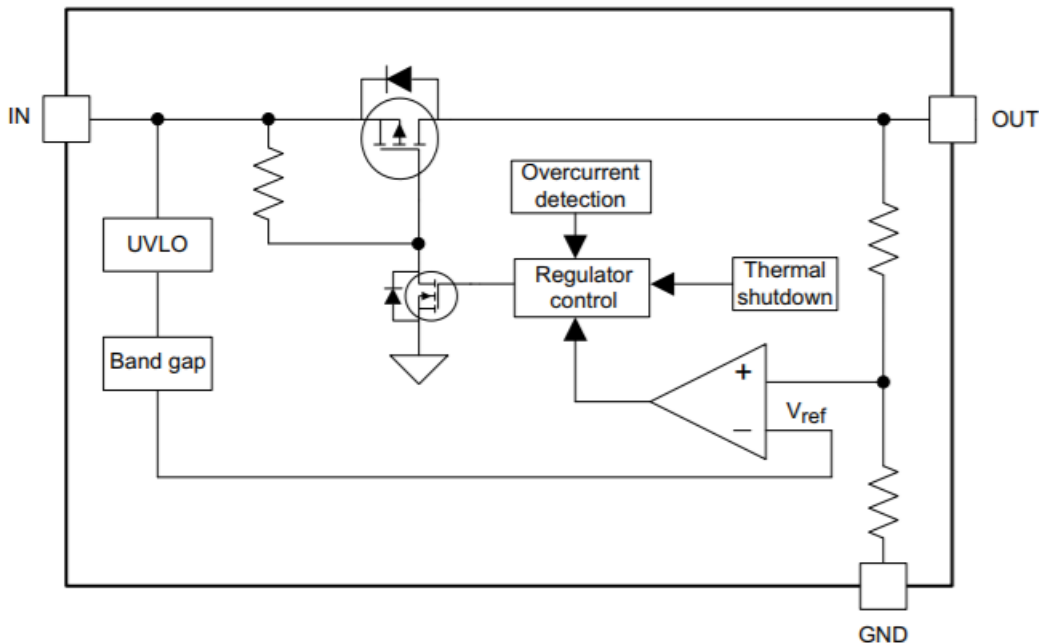 IN
OUT
Overcurrent
detection
UVLO
Regulator
control
Thermal
shutdown
Band gap
+
Vref
−
GND